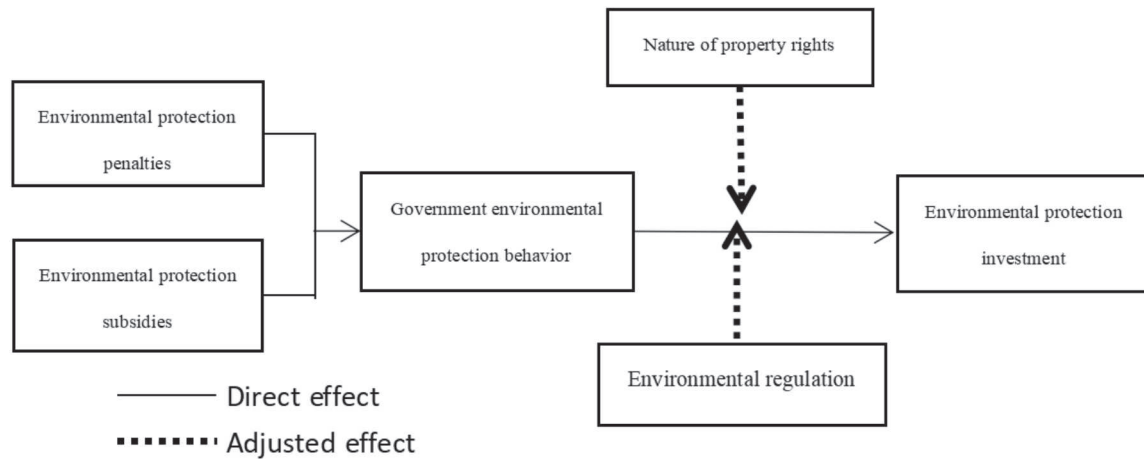 Nature of property rights
Environmental protection
penalties
Government environmental
protection behavior
Environmental protection
investment
Environmental protection
subsidies
Environmental regulation
Direct effect
Adjusted effect